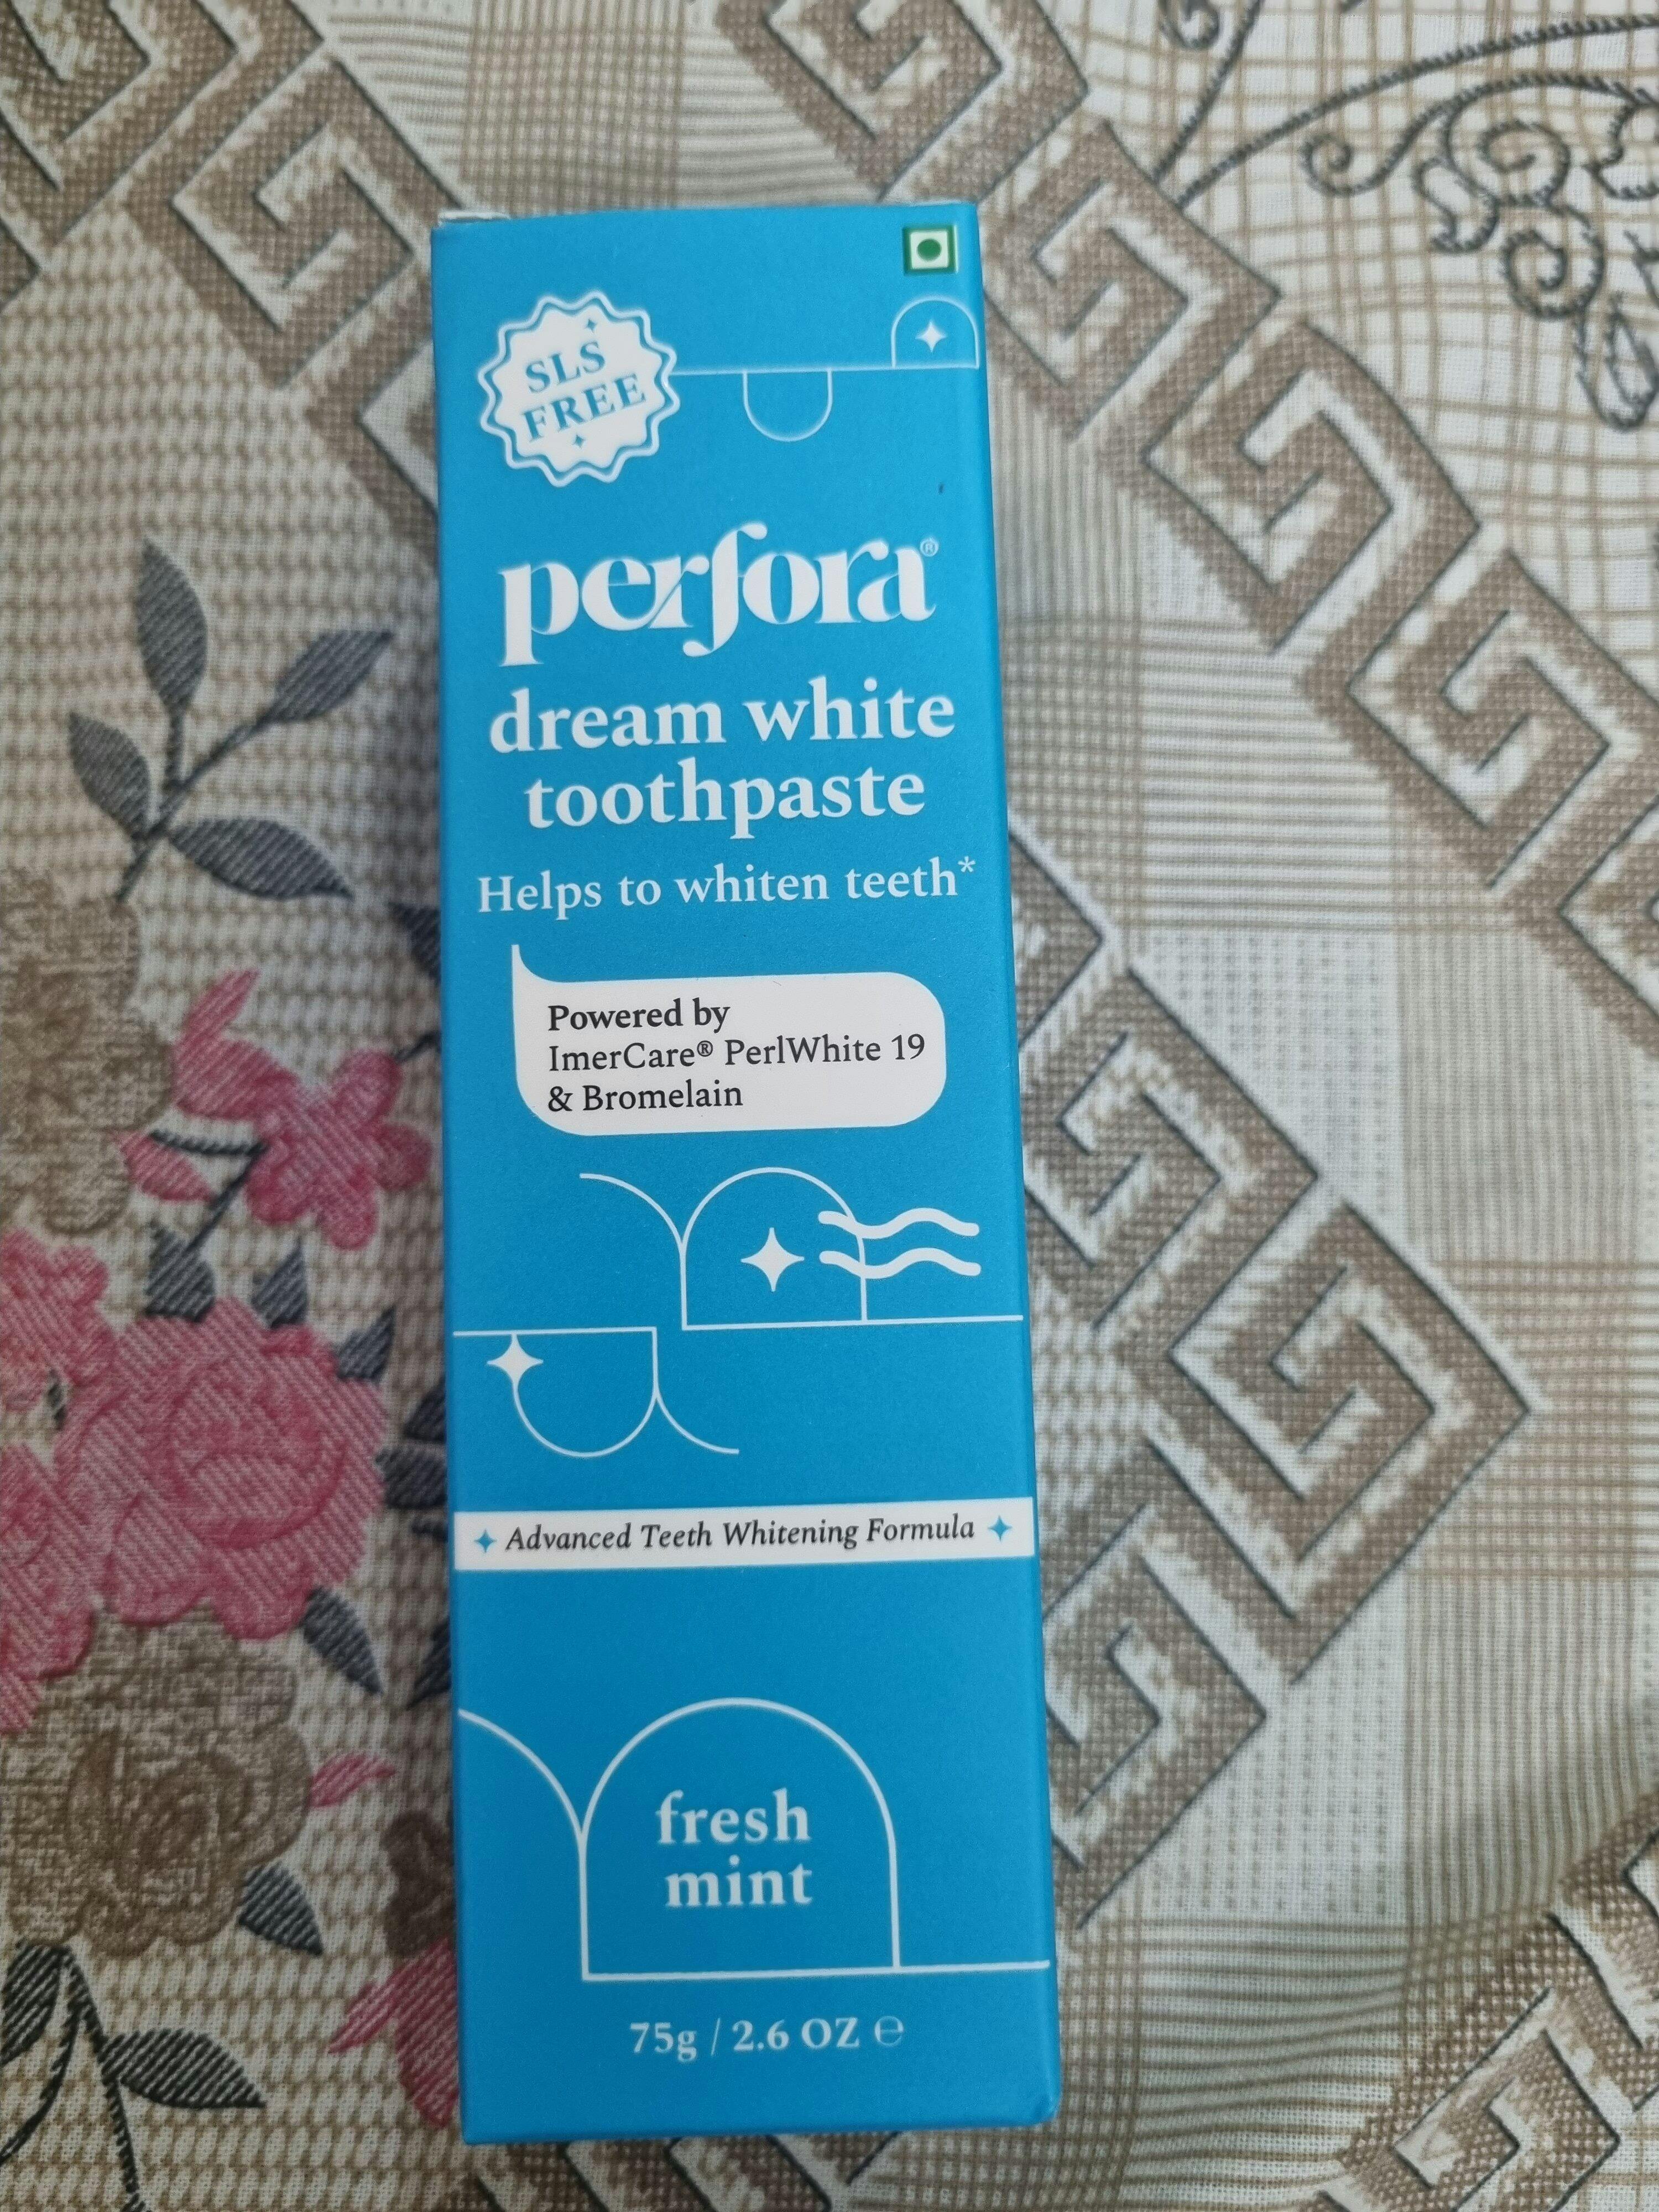 SLS
FREE
perfora®
dream white
toothpaste
Helps to whiten teeth*
Powered by
ImerCare® PerlWhite 19
& Bromelain
Advanced Teeth Whitening Formula
fresh
mint
75g / 2.6 OZ ℮